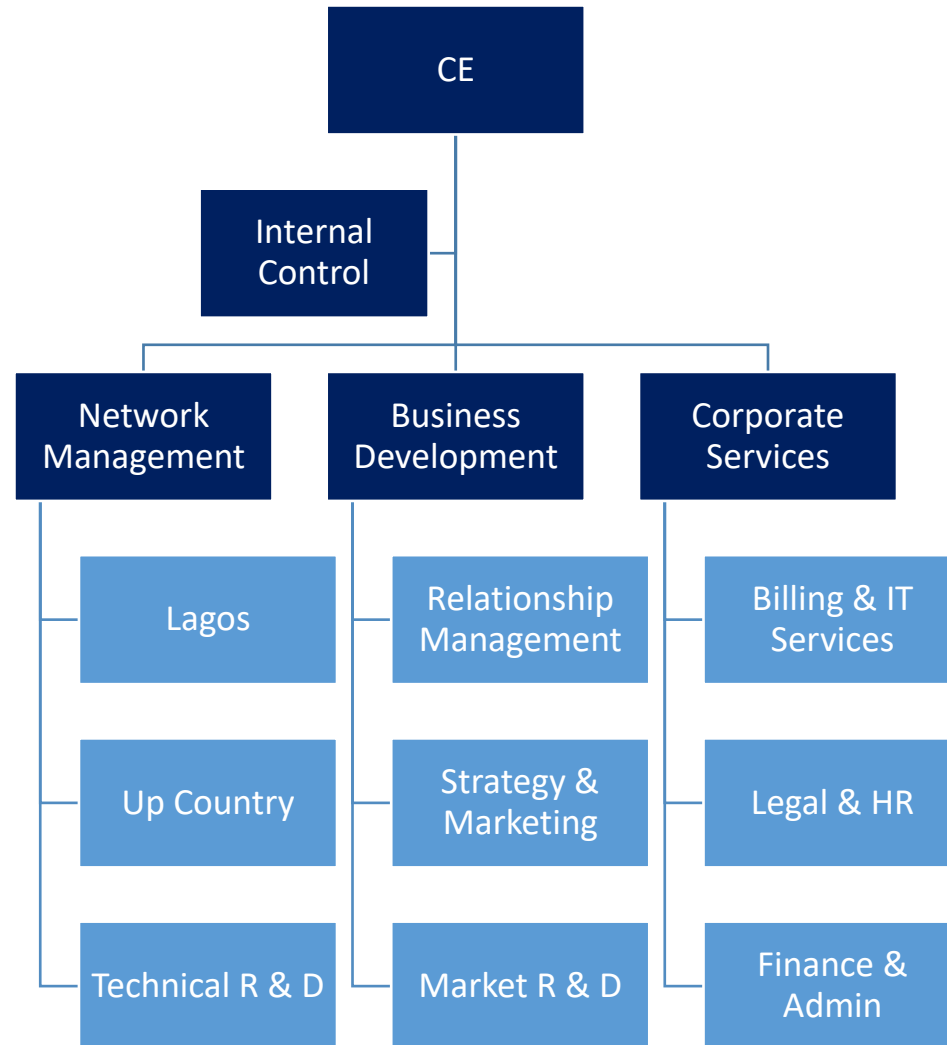 CE
Internal
Control
Network
Management
Business
Development
Corporate
Services
Lagos
Relationship
Management
Billing & IT
Services
Up Country
Strategy &
Marketing
Legal & HR
Technical R & D
Market R & D
Finance &
Admin